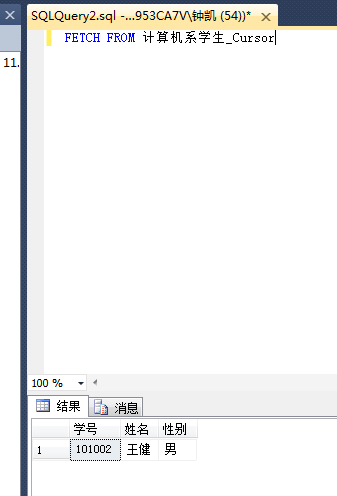 SQLQuery2.sql -...953CA7V\钟凯 (54))*
11.
FETCH FROM 计算机系学生_Cursor
100 %
结果 消息
学号 姓名 性别
1 101002 王健 男